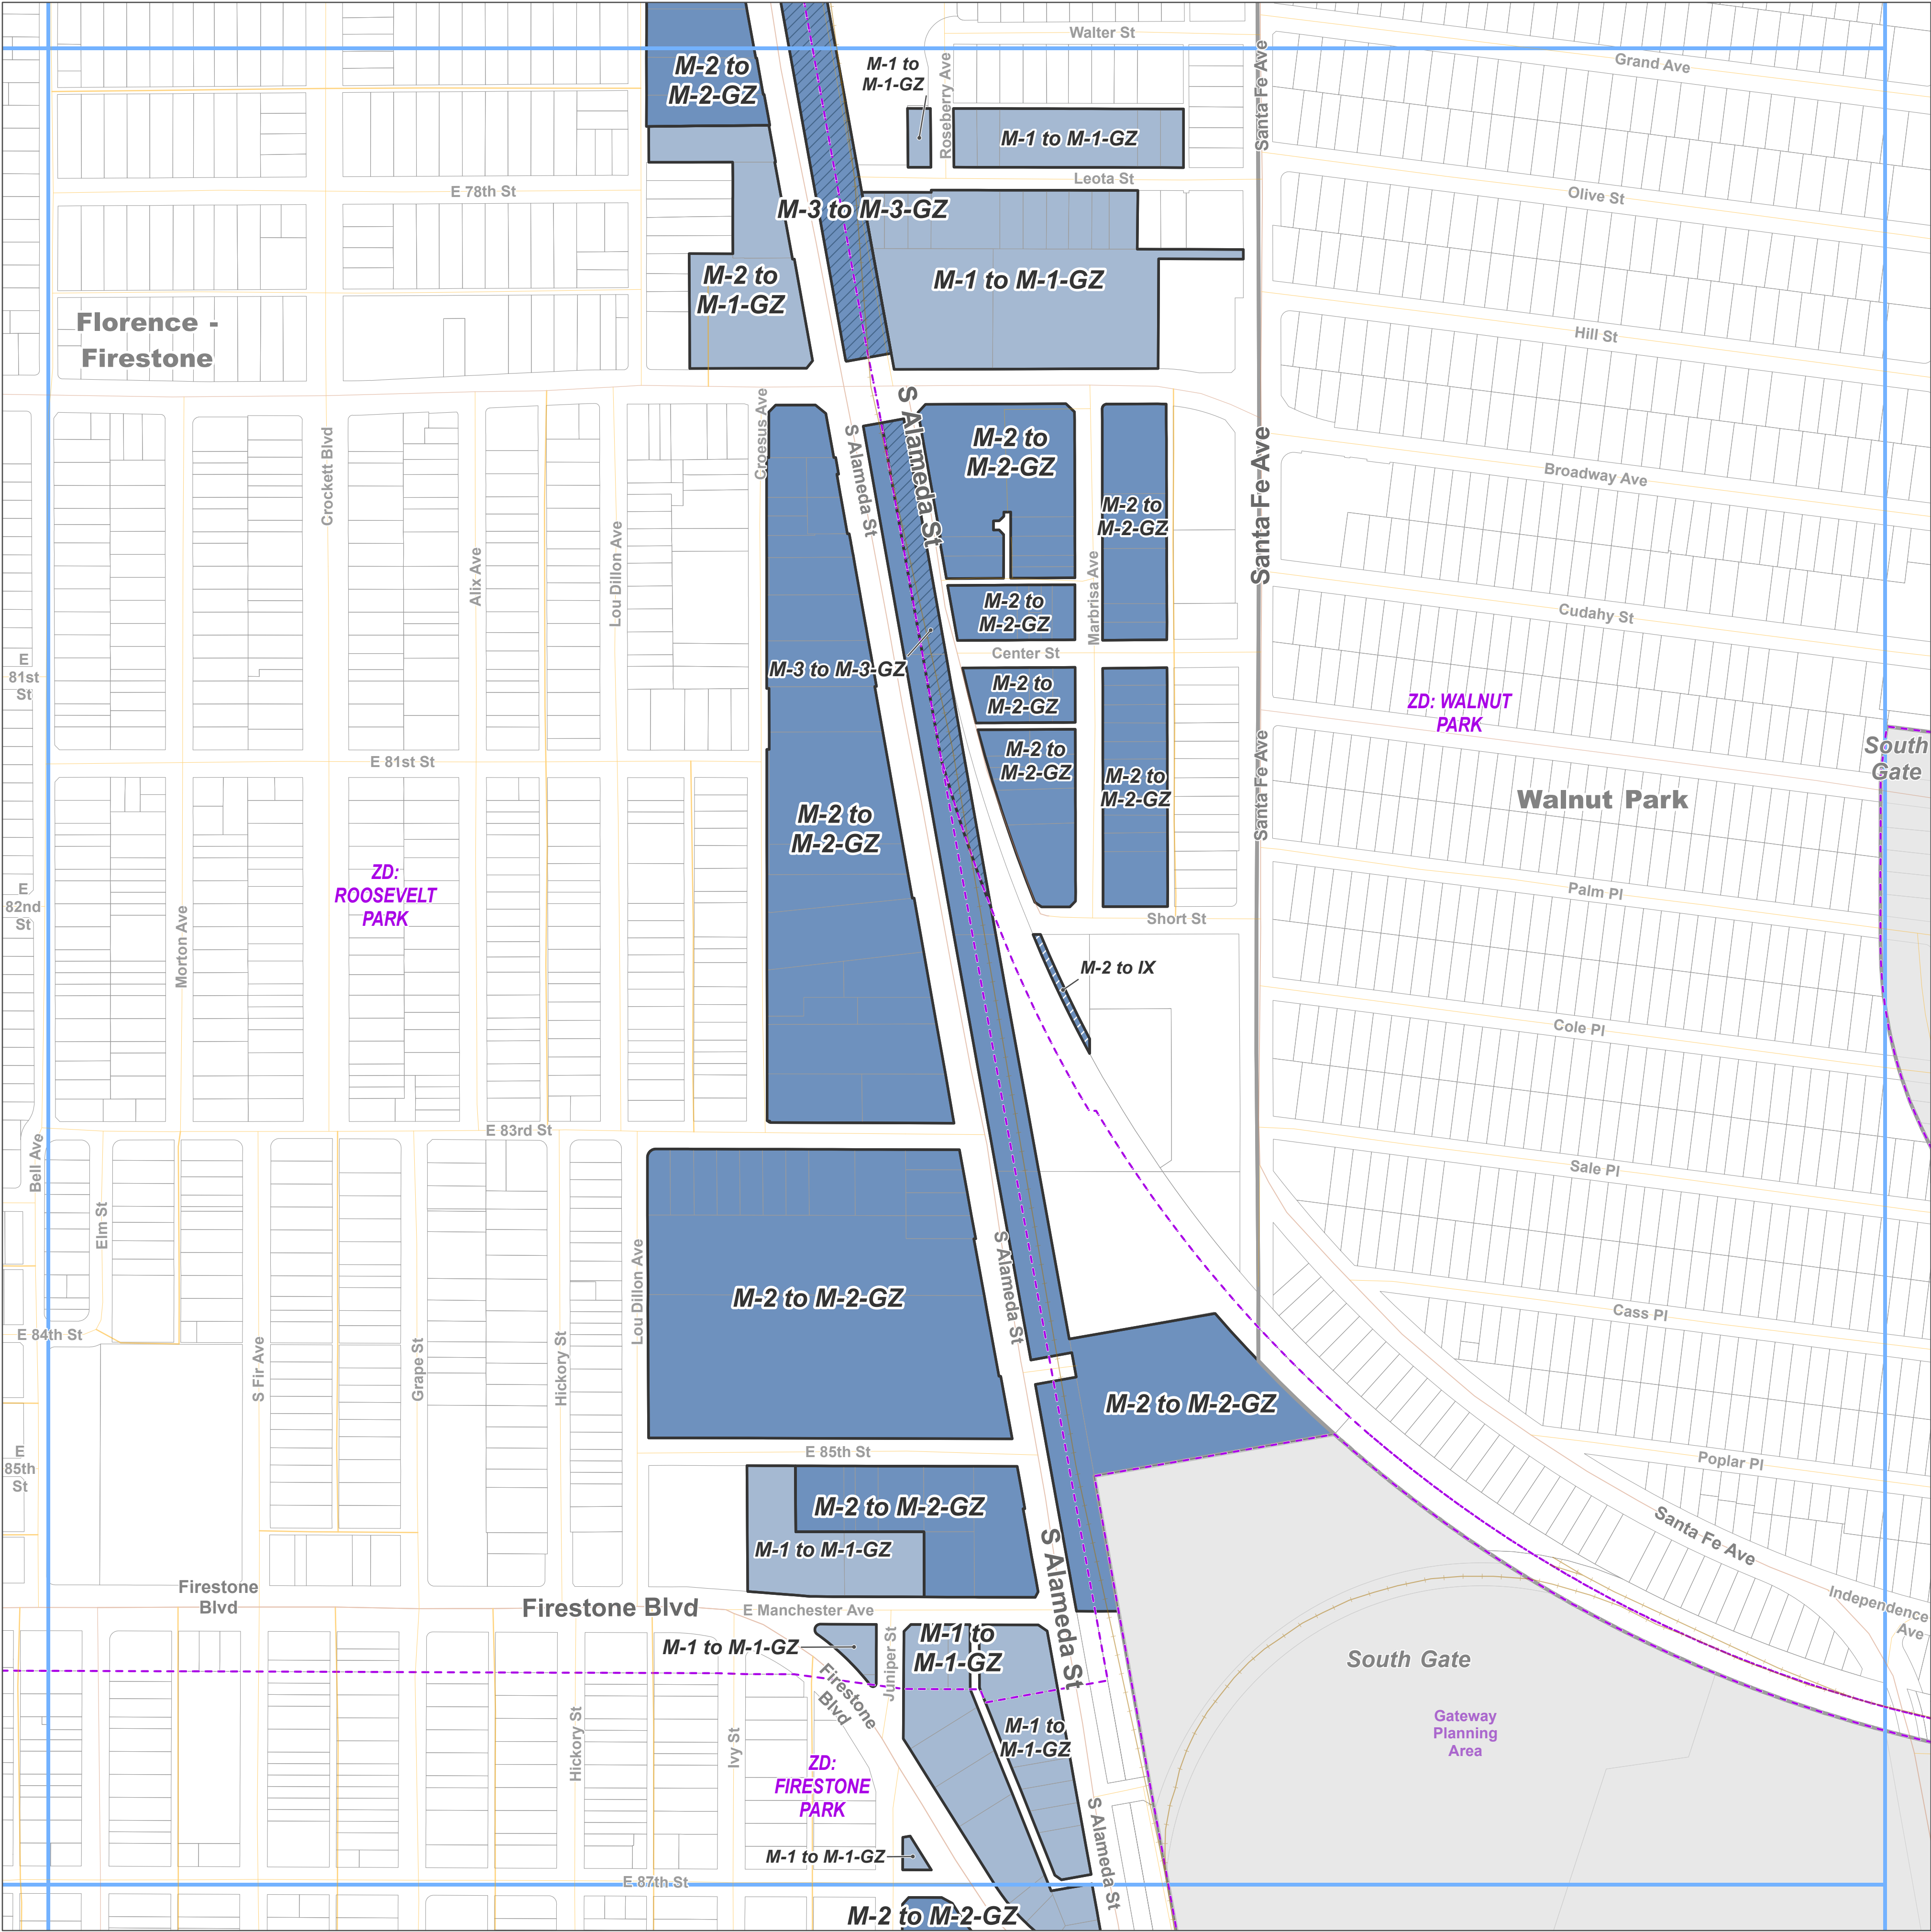 Walter St
Grand Ave
M-2 to
M-2-GZ
M-1 to
M-1-GZ
Roseberry Ave
Santa Fe Ave
M-1 to M-1-GZ
Leota St
E 78th St
Olive St
M-3 to M-3-GZ
M-2 to
M-1-GZ
M-1 to M-1-GZ
Florence -
Firestone
Hill St
Croesus Ave
S Alameda St
S Alameda St
M-2 to
M-2-GZ
Santa Fe Ave
Broadway Ave
Crockett Blvd
M-2 to
M-2-GZ
Alix Ave
Lou Dillon Ave
Marbrisa Ave
M-2 to
M-2-GZ
Cudahy St
Center St
E
81st
St
M-3 to M-3-GZ
M-2 to
M-2-GZ
ZD: WALNUT
PARK
South
Gate
E 81st St
M-2 to
M-2-GZ
M-2 to
M-2-GZ
Santa Fe Ave
Walnut Park
M-2 to
M-2-GZ
ZD:
ROOSEVELT
PARK
E
82nd
St
Palm Pl
Short St
Morton Ave
M-2 to IX
Cole Pl
E 83rd St
Bell Ave
Sale Pl
Elm St
Lou Dillon Ave
S Alameda St
M-2 to M-2-GZ
Cass Pl
E 84th St
S Fir Ave
Grape St
Hickory St
M-2 to M-2-GZ
E 85th St
E
85th
St
Poplar Pl
M-2 to M-2-GZ
Santa Fe Ave
M-1 to M-1-GZ
S Alameda St
Firestone
Blvd
Firestone Blvd
E Manchester Ave
Independence
Ave
M-1 to M-1-GZ
M-1 to
M-1-GZ
Juniper St
South Gate
Firestone
Blvd
Hickory St
Ivy St
M-1 to
M-1-GZ
Gateway
Planning
Area
ZD:
FIRESTONE
PARK
S Alameda St
M-1 to M-1-GZ
E 87th St
M-2 to M-2-GZ